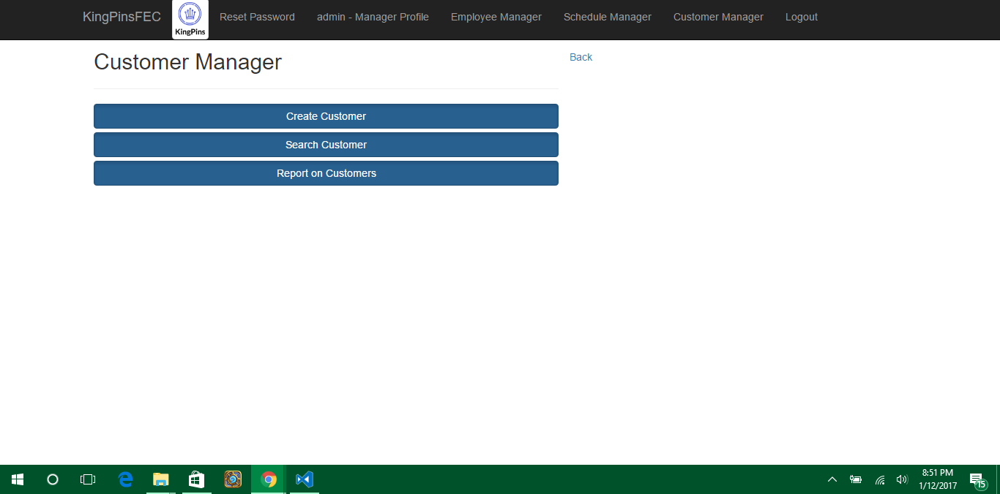 KingPinsFEC KingPins Reset Password admin - Manager Profile Employee Manager Schedule Manager Customer Manager Logout
Customer Manager
Back
Create Customer
Search Customer
Report on Customers
8:51 PM
1/12/2017
15